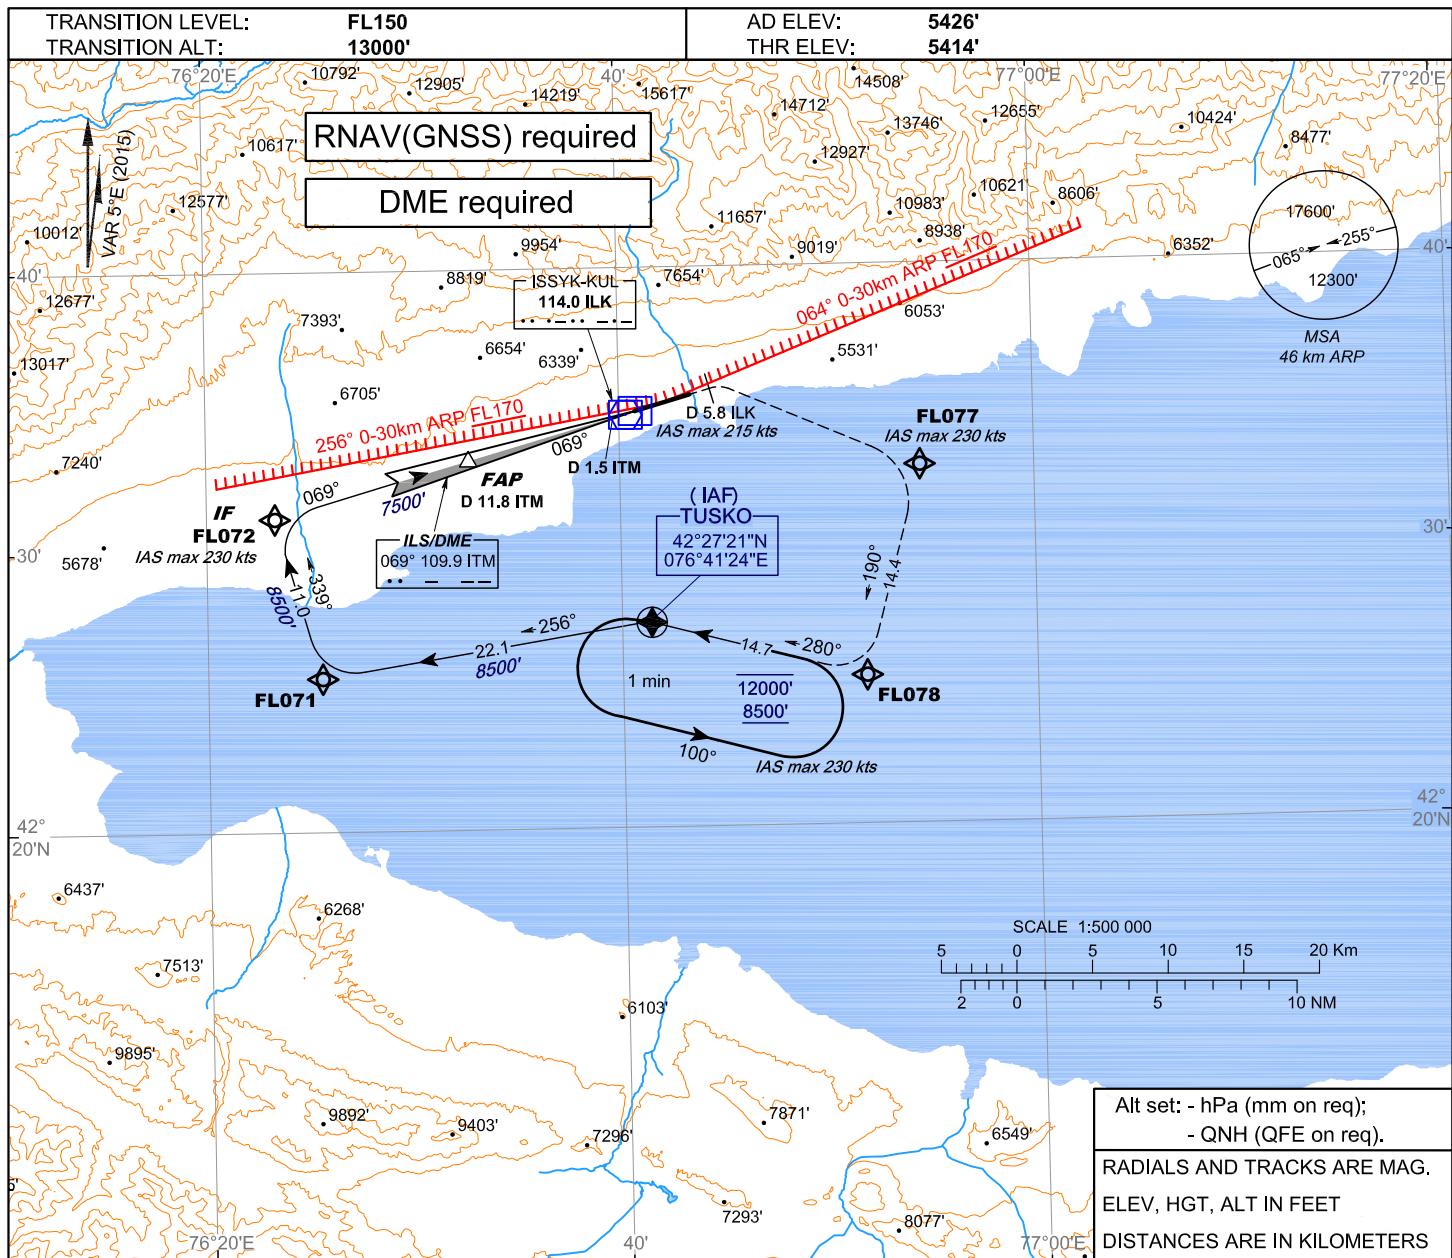 TRANSITION LEVEL: FL150
TRANSITION ALT: 13000'
AD ELEV: 5426'
THR ELEV: 5414'
76°20'E
40'
77°00'E
77°20'E
10792'
12905'
14219'
15617'
14712'
14508'
13746'
12655'
10424'
8477'
VAR 5°E (2015)
10617'
RNAV(GNSS) required
DME required
12927'
12577'
10012'
11657'
10621'
10983'
8606'
8938'
9019'
6352'
9954'
17600'
065°
255°
12300'
MSA
46 km ARP
40'
40'
8819'
7654'
ISSYK-KUL
114.0 ILK
064° 0-30km ARP FL170
6053'
12677'
7393'
6654'
6339'
5531'
13017'
6705'
256° 0-30km ARP FL170
D 5.8 ILK
IAS max 215 kts
FL077
IAS max 230 kts
7240'
069°
D 1.5 ITM
FAP
D 11.8 ITM
069°
7500'
IF
FL072
IAS max 230 kts
(IAF)
TUSKO
42°27'21"N
076°41'24"E
ILS/DME
069° 109.9 ITM
30'
30'
5678'
190°
14.4
339°
11.0
8500'
256°
22.1
8500'
14.7
280°
1 min
12000'
8500'
FL071
FL078
100°
IAS max 230 kts
42°
20'N
42°
20'N
6437'
6268'
SCALE 1:500 000
5 0 5 10 15 20 Km
2 0 5 10 NM
7513'
6103'
9895'
9892'
9403'
7296'
7871'
6549'
7293'
8077'
76°20'E
40'
77°00'E
Alt set: - hPa (mm on req);
- QNH (QFE on req).
RADIALS AND TRACKS ARE MAG.
ELEV, HGT, ALT IN FEET
DISTANCES ARE IN KILOMETERS